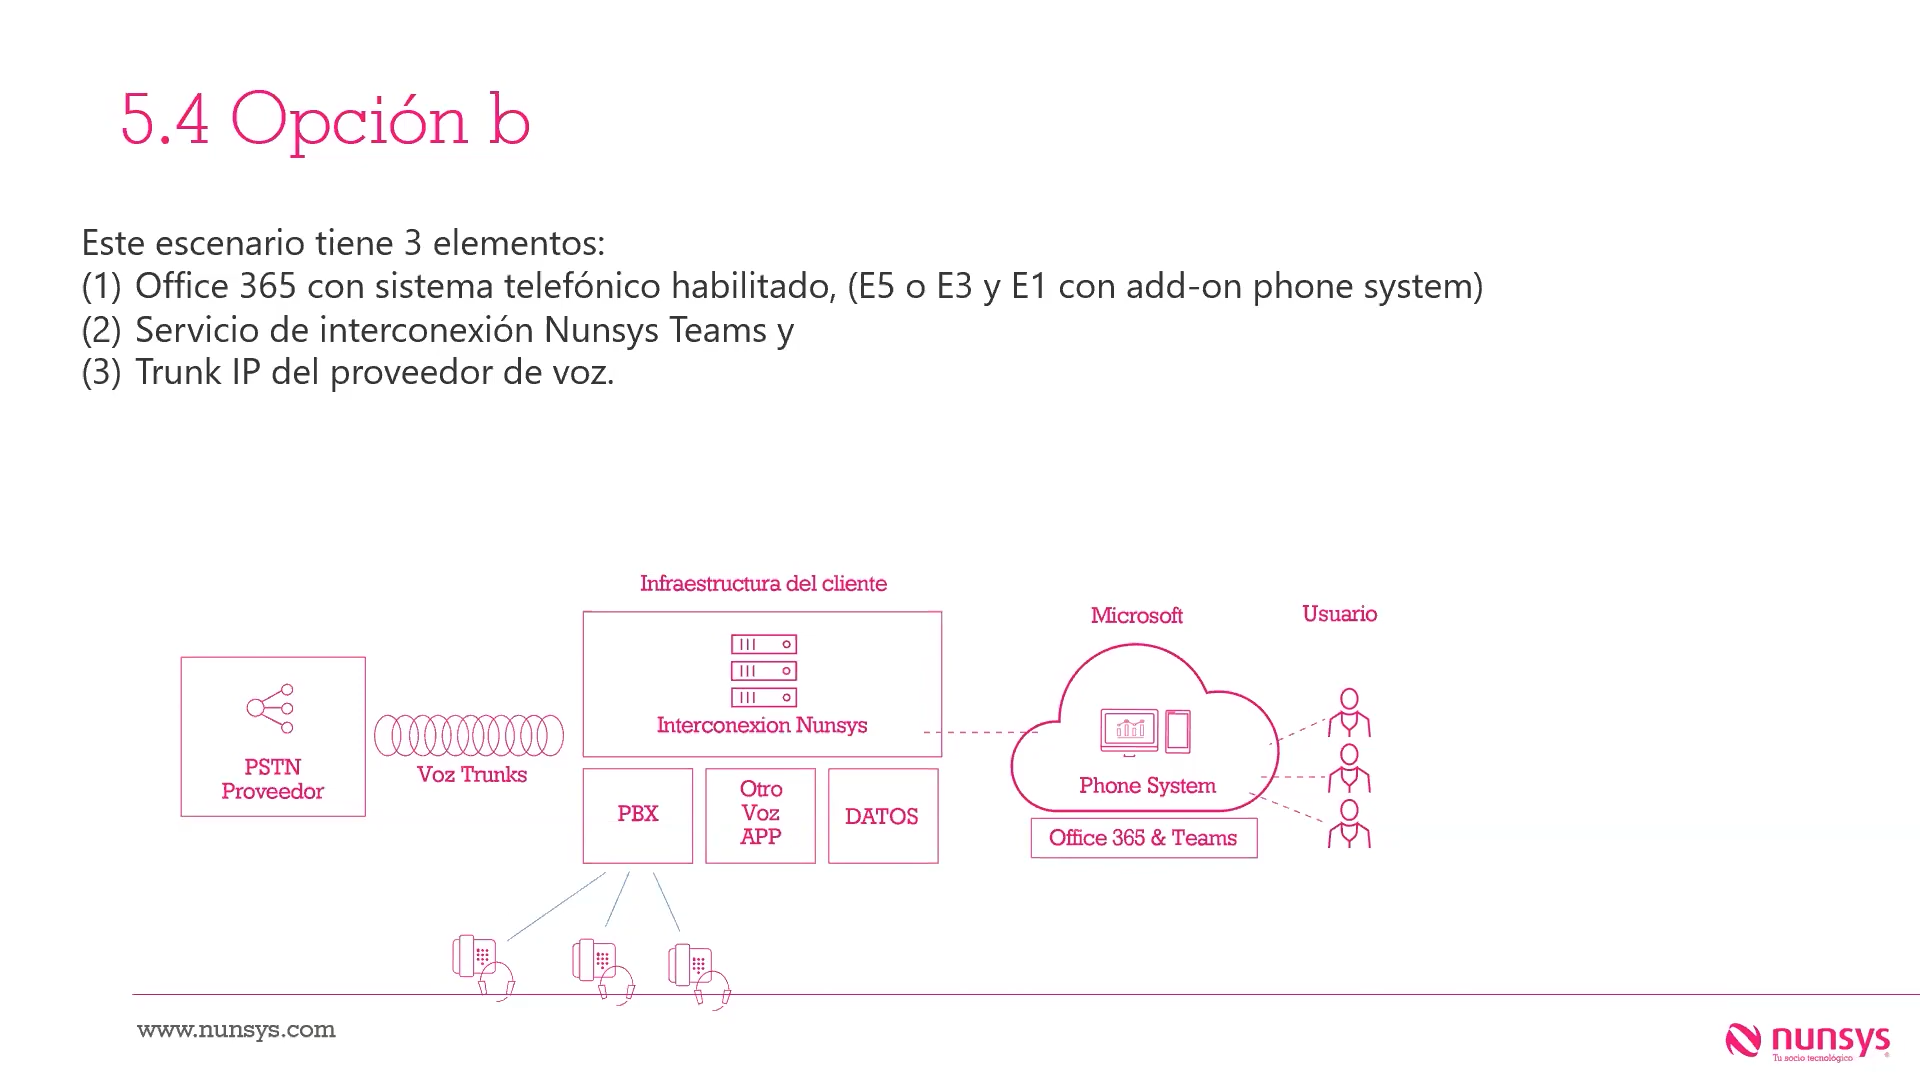 5.4 Opción b
Este escenario tiene 3 elementos:
(1) Office 365 con sistema telefónico habilitado, (E5 o E3 y E1 con add-on phone system)
(2) Servicio de interconexión Nunsys Teams y
(3) Trunk IP del proveedor de voz.
Infraestructura del cliente
Microsoft
Usuario
Interconexion Nunsys
PSTN
Proveedor
Voz Trunks
PBX
Otro
Voz
APP
DATOS
Phone System
Office 365 & Teams
www.nunsys.com
nunsys
Tu socio tecnológico